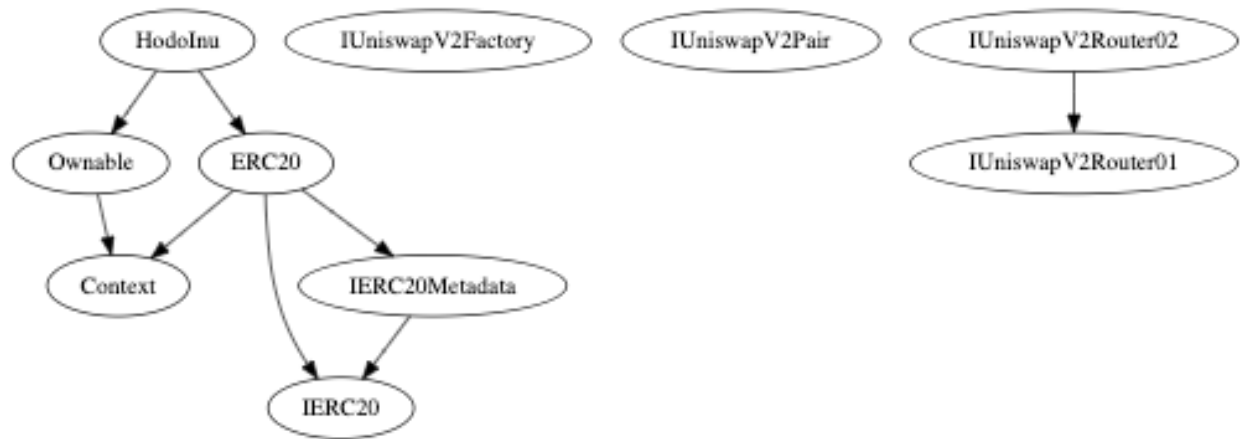 HodoInu IUniswapV2Factory IUniswapV2Pair IUniswapV2Router02
Ownable ERC20 IUniswapV2Router01
Context IERC20Metadata
IERC20